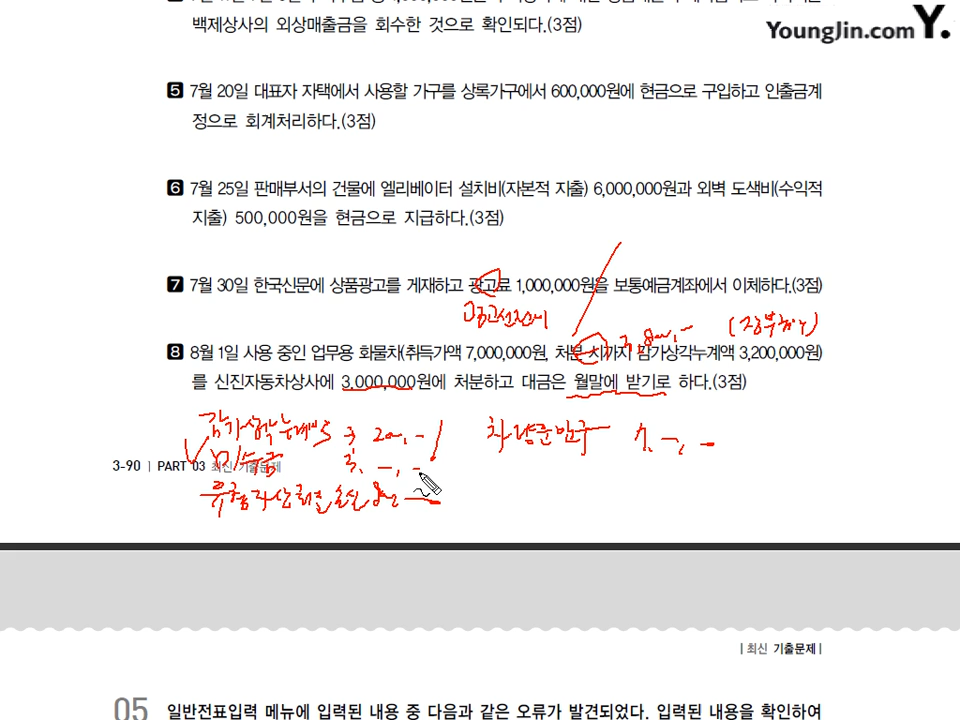 YoungJin.com Y.
백제상사의 외상매출금을 회수한 것으로 확인되다.(3점)
5 7월 20일 대표자 자택에서 사용할 가구를 상록가구에서 600,000원에 현금으로 구입하고 인출금계
정으로 회계처리하다.(3점)
6 7월 25일 판매부서의 건물에 엘리베이터 설치비(자본적 지출) 6,000,000원과 외벽 도색비(수익적
지출) 500,000원을 현금으로 지급하다.(3점)
7 7월 30일 한국신문에 상품광고를 게재하고 광고료 1,000,000원을 보통예금계좌에서 이체하다.(3점)
광고선전비
(장부가액)
8 8월 1일 사용 중인 업무용 화물차(취득가액 7,000,000원, 처분 시까지 감가상각누계액 3,200,000원)
를 신진자동차상사에 3,000,000원에 처분하고 대금은 월말에 받기로 하다.(3점)
감가상각누계액 차량운반구
미수금
3-90 | PART 03 최신 기출문제
유형자산처분손실
| 최신 기출문제 |
05 일반전표입력 메뉴에 입력된 내용 중 다음과 같은 오류가 발견되었다. 입력된 내용을 확인하여